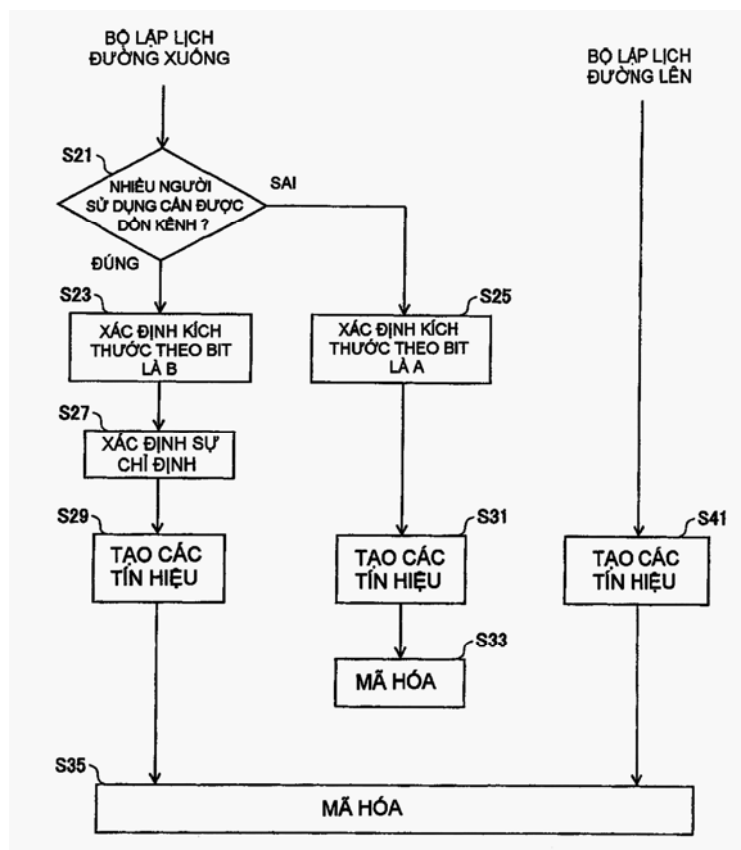 BỘ LẬP LỊCH
ĐƯỜNG XUỐNG
BỘ LẬP LỊCH
ĐƯỜNG LÊN
S21
NHIỀU NGƯỜI
SỬ DỤNG CẦN ĐƯỢC
DỒN KÊNH ?
SAI
ĐÚNG
S23
XÁC ĐỊNH KÍCH
THƯỚC THEO BIT
LÀ B
S25
XÁC ĐỊNH KÍCH
THƯỚC THEO BIT
LÀ A
S27
XÁC ĐỊNH SỰ
CHỈ ĐỊNH
S29
TẠO CÁC
TÍN HIỆU
S31
TẠO CÁC
TÍN HIỆU
S41
TẠO CÁC
TÍN HIỆU
S33
MÃ HÓA
S35
MÃ HÓA